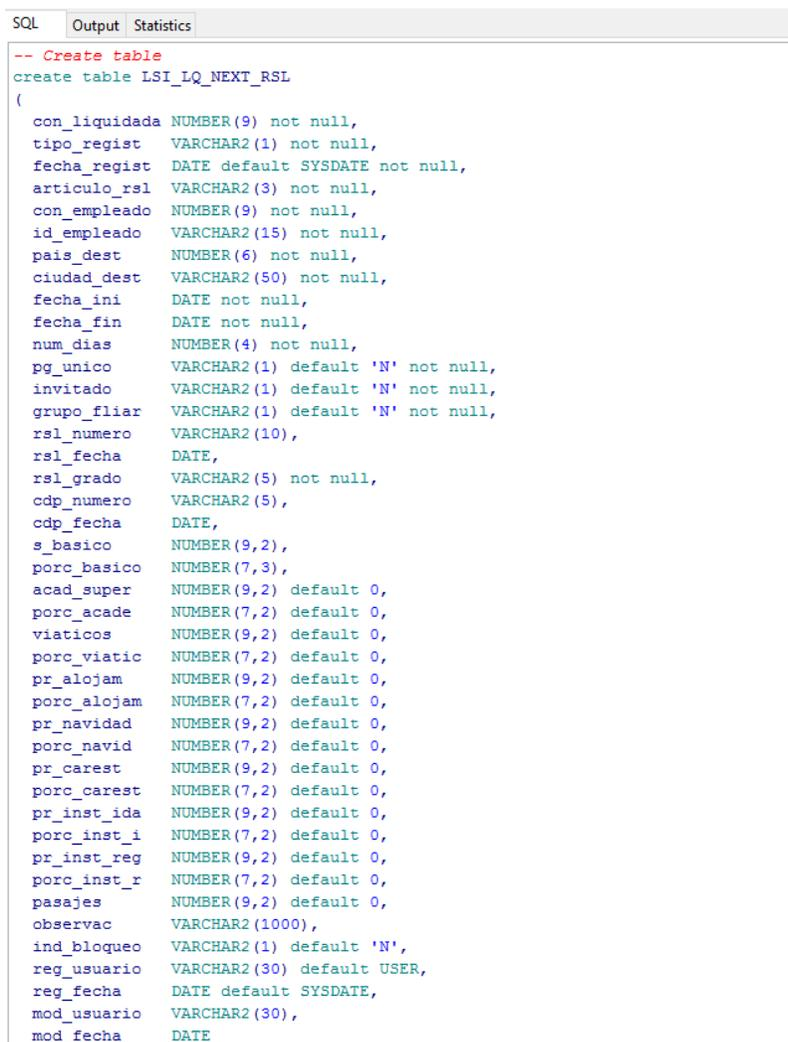 SQL Output Statistics
-- Create table
create table LSI_LQ_NEXT_RSL
(
  con_liquidada NUMBER(9) not null,
  tipo_regist   VARCHAR2(1) not null,
  fecha_regist  DATE default SYSDATE not null,
  articulo_rsl  VARCHAR2(3) not null,
  con_empleado  NUMBER(9) not null,
  id_empleado   VARCHAR2(15) not null,
  pais_dest     NUMBER(6) not null,
  ciudad_dest   VARCHAR2(50) not null,
  fecha_ini     DATE not null,
  fecha_fin     DATE not null,
  num_dias      NUMBER(4) not null,
  pg_unico      VARCHAR2(1) default 'N' not null,
  invitado      VARCHAR2(1) default 'N' not null,
  grupo_fliar   VARCHAR2(1) default 'N' not null,
  rsl_numero    VARCHAR2(10),
  rsl_fecha     DATE,
  rsl_grado     VARCHAR2(5) not null,
  cdp_numero    VARCHAR2(5),
  cdp_fecha     DATE,
  s_basico      NUMBER(9,2),
  porc_basico   NUMBER(7,3),
  acad_super    NUMBER(9,2) default 0,
  porc_acade    NUMBER(7,2) default 0,
  viaticos      NUMBER(9,2) default 0,
  porc_viatic   NUMBER(7,2) default 0,
  pr_alojam     NUMBER(9,2) default 0,
  porc_alojam   NUMBER(7,2) default 0,
  pr_navidad    NUMBER(9,2) default 0,
  porc_navid    NUMBER(7,2) default 0,
  pr_carest     NUMBER(9,2) default 0,
  porc_carest   NUMBER(7,2) default 0,
  pr_inst_ida   NUMBER(9,2) default 0,
  porc_inst_i   NUMBER(7,2) default 0,
  pr_inst_reg   NUMBER(9,2) default 0,
  porc_inst_r   NUMBER(7,2) default 0,
  pasajes       NUMBER(9,2) default 0,
  observac      VARCHAR2(1000),
  ind_bloqueo   VARCHAR2(1) default 'N',
  reg_usuario   VARCHAR2(30) default USER,
  reg_fecha     DATE default SYSDATE,
  mod_usuario   VARCHAR2(30),
  mod_fecha     DATE